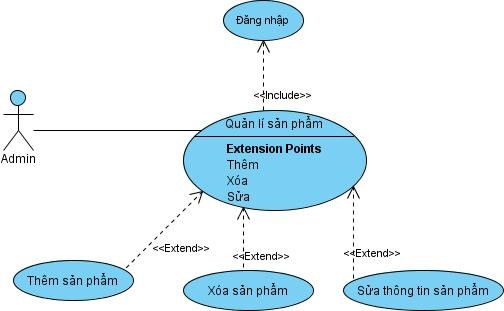 Đăng nhập
<<Include>>
Quản lí sản phẩm
Extension Points
Thêm
Xóa
Sửa
Admin
<<Extend>>
<<Extend>>
<<Extend>>
Thêm sản phẩm
Xóa sản phẩm
Sửa thông tin sản phẩm